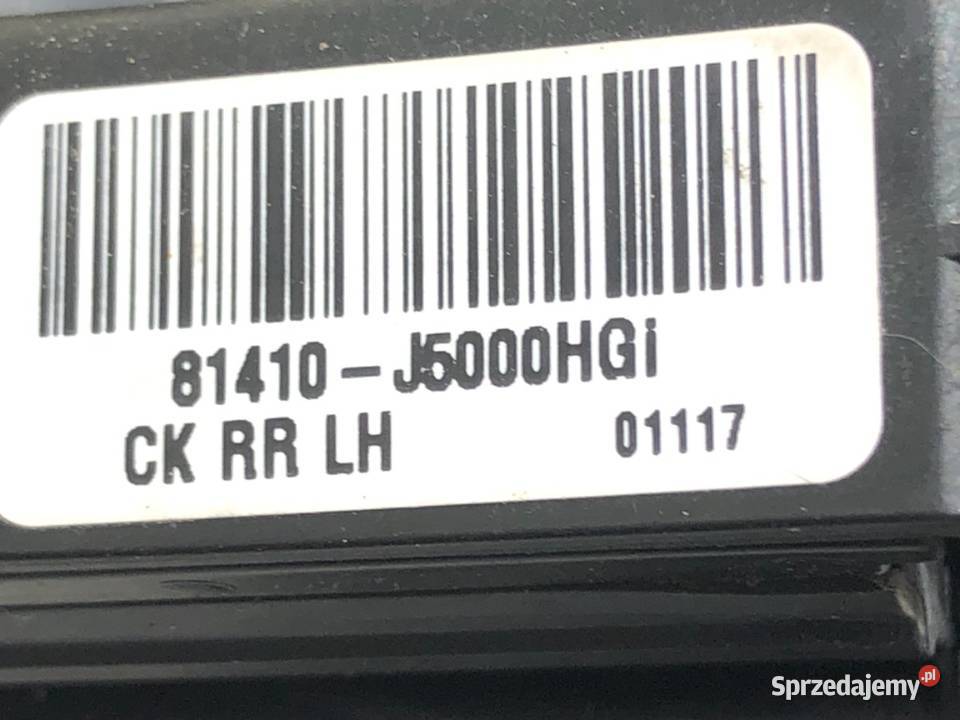 81410-J5000HGi
CK RR LH 01117
Sprzedajemy.pl